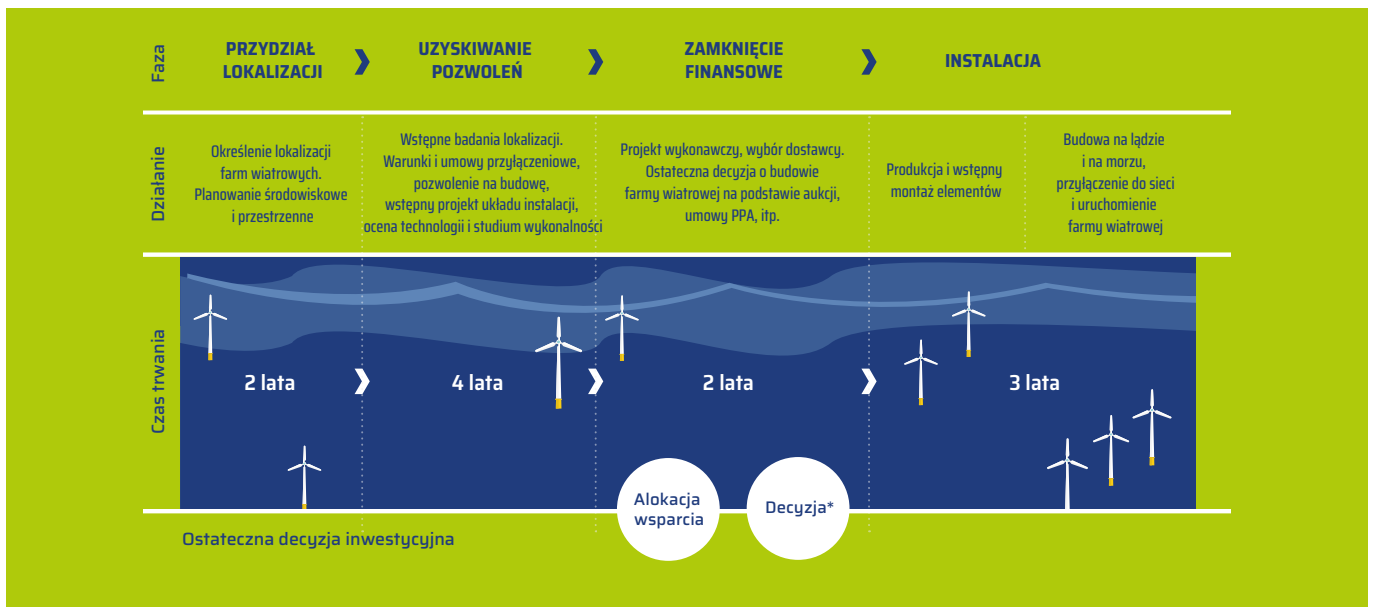 Faza
PRZYDZIAŁ
LOKALIZACJI
UZYSKIWANIE
POZWOLEŃ
ZAMKNIĘCIE
FINANSOWE
INSTALACJA
Działanie
Określenie lokalizacji
farm wiatrowych.
Planowanie środowiskowe
i przestrzenne
Wstępne badania lokalizacji.
Warunki i umowy przyłączeniowe,
pozwolenie na budowę,
wstępny projekt układu instalacji,
ocena technologii i studium wykonalności
Projekt wykonawczy, wybór dostawcy.
Ostateczna decyzja o budowie
farmy wiatrowej na podstawie aukcji,
umowy PPA, itp.
Produkcja i wstępny
montaż elementów
Budowa na lądzie
i na morzu,
przyłączenie do sieci
i uruchomienie
farmy wiatrowej
Czas trwania
2 lata
4 lata
2 lata
3 lata
Alokacja
wsparcia
Decyzja*
Ostateczna decyzja inwestycyjna